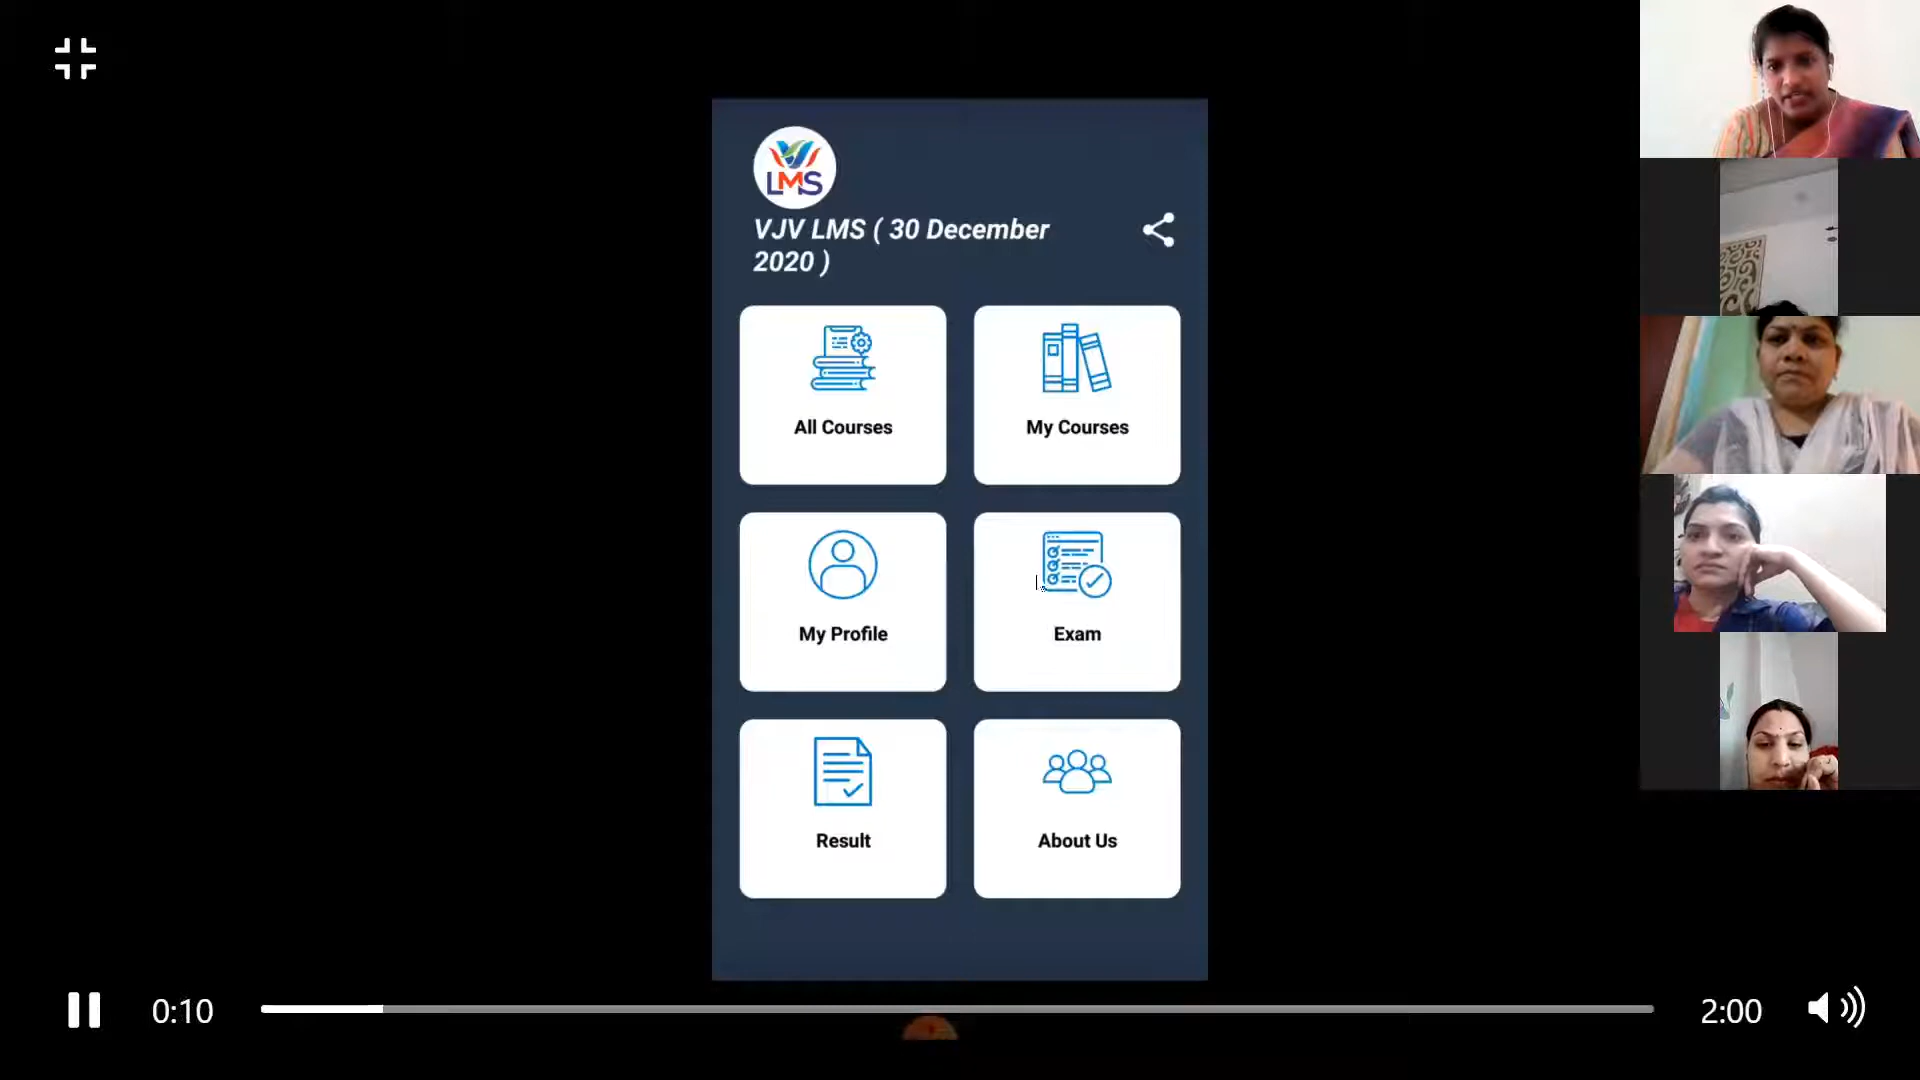 LMS
VJV LMS ( 30 December
2020 )
All Courses
My Courses
My Profile
Exam
Result
About Us
0:10
2:00